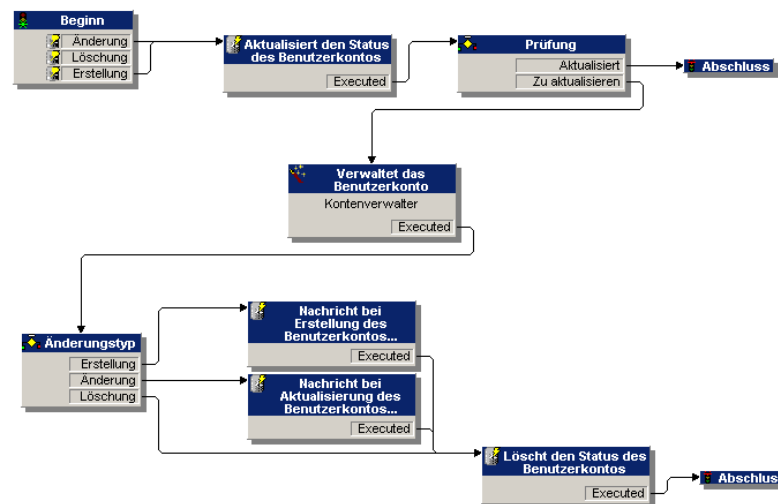 Beginn
Änderung
Löschung
Erstellung
Aktualisiert den Status
des Benutzerkontos
Executed
Prüfung
Aktualisiert
Zu aktualisieren
Abschluss
Verwaltet das
Benutzerkonto
Kontenverwalter
Executed
Änderungstyp
Erstellung
Änderung
Löschung
Nachricht bei
Erstellung des
Benutzerkontos...
Executed
Nachricht bei
Aktualisierung des
Benutzerkontos...
Executed
Löscht den Status des
Benutzerkontos
Executed
Abschlus